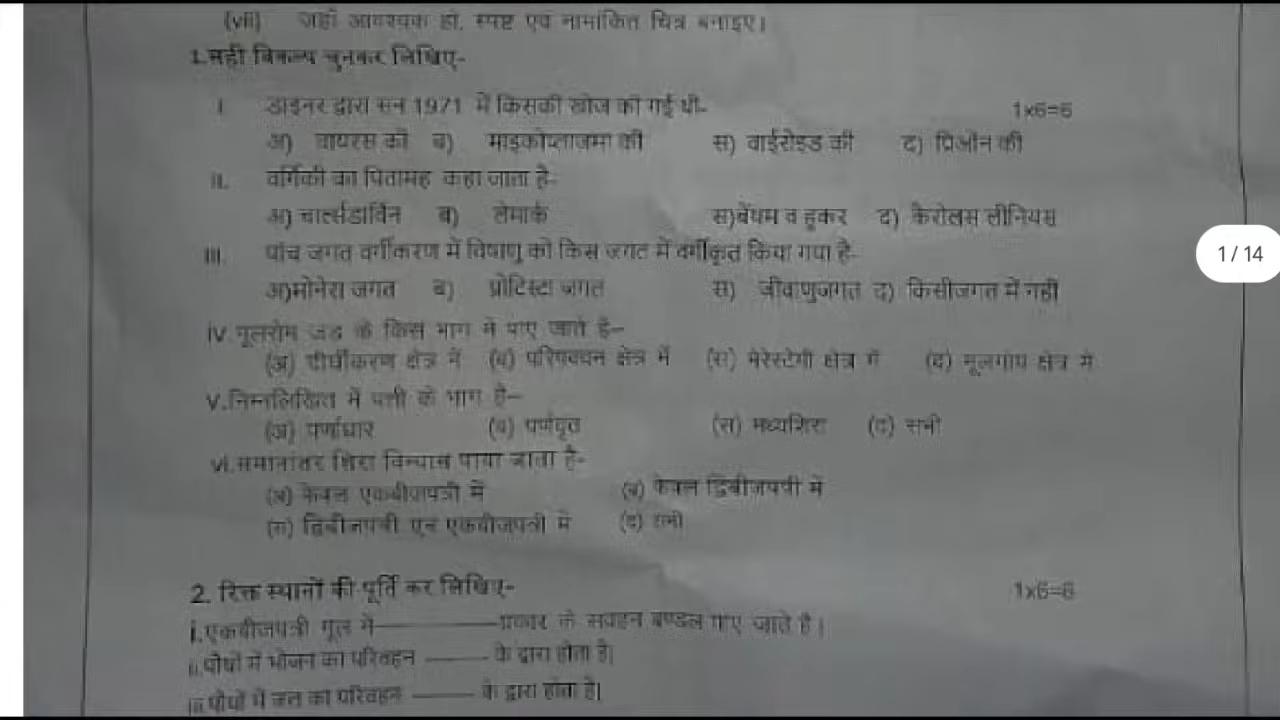 (vii) जहाँ आवश्यक हो, स्पष्ट एवं नामांकित चित्र बनाइए।
1.सही विकल्प चुनकर लिखिए-
I. डाइनर द्वारा सन 1971 में किसकी खोज की गई थी- 1x6=6
अ) वायरस की ब) माइकोप्लाजमा की स) वाईरोइड की द) प्रिओन की
II. वर्गिकी का पितामह कहा जाता है-
अ) चार्ल्सडार्विन ब) लेमार्क स)बेंथम व हूकर द) कैरोलस लीनियस
III. पांच जगत वर्गीकरण में विषाणु को किस जगत में वर्गीकृत किया गया है-
अ)मोनेरा जगत ब) प्रोटिस्टा जगत स) जीवाणुजगत द) किसीजगत में नहीं
iv.मूलरोम जड के किस भाग में पाए जाते है–
(अ) दीर्घीकरण क्षेत्र में (ब) परिपक्वन क्षेत्र में (स) मेरेस्टेमी क्षेत्र में (द) मूलगोप क्षेत्र में
v.निम्नलिखित में पत्ती के भाग है–
(अ) पर्णाधार (ब) पर्णवृंत (स) मध्यशिरा (द) सभी
vi.समानांतर शिरा विन्यास पाया जाता है-
(अ) केवल एकबीजपत्री में (ब) केवल द्विबीजपत्री में
(स) द्विबीजपत्री एवं एकबीजपत्री में (द) सभी
2. रिक्त स्थानों की पूर्ति कर लिखिए- 1x6=6
i.एकबीजपत्री मूल में————प्रकार के संवहन बण्डल पाए जाते है।
ii.पौधों में भोजन का परिवहन ——— के द्वारा होता है|
iii.पौधों में जल का परिवहन ——— के द्वारा होता है|
1 / 14